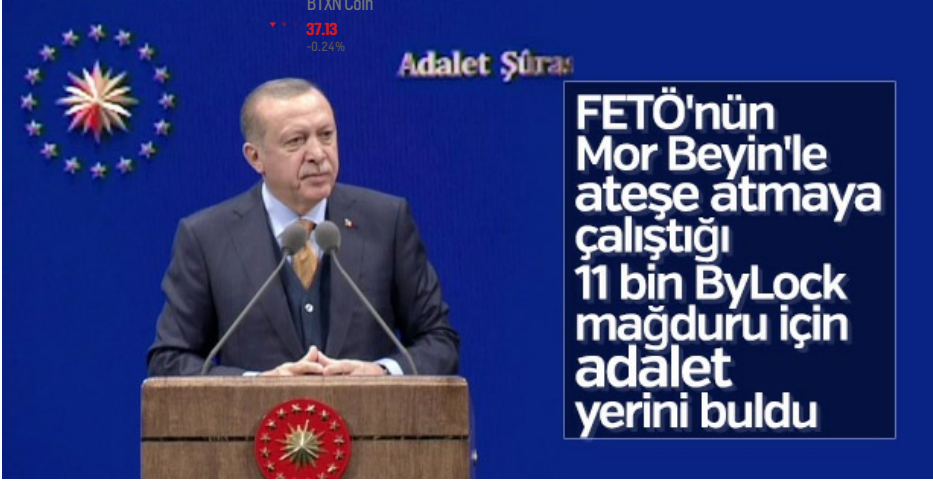 BTXN Coin
37.13
-0.24%
Adalet Şûras
FETÖ'nün
Mor Beyin'le
ateşe atmaya
çalıştığı
11 bin ByLock
mağduru için
adalet
yerini buldu